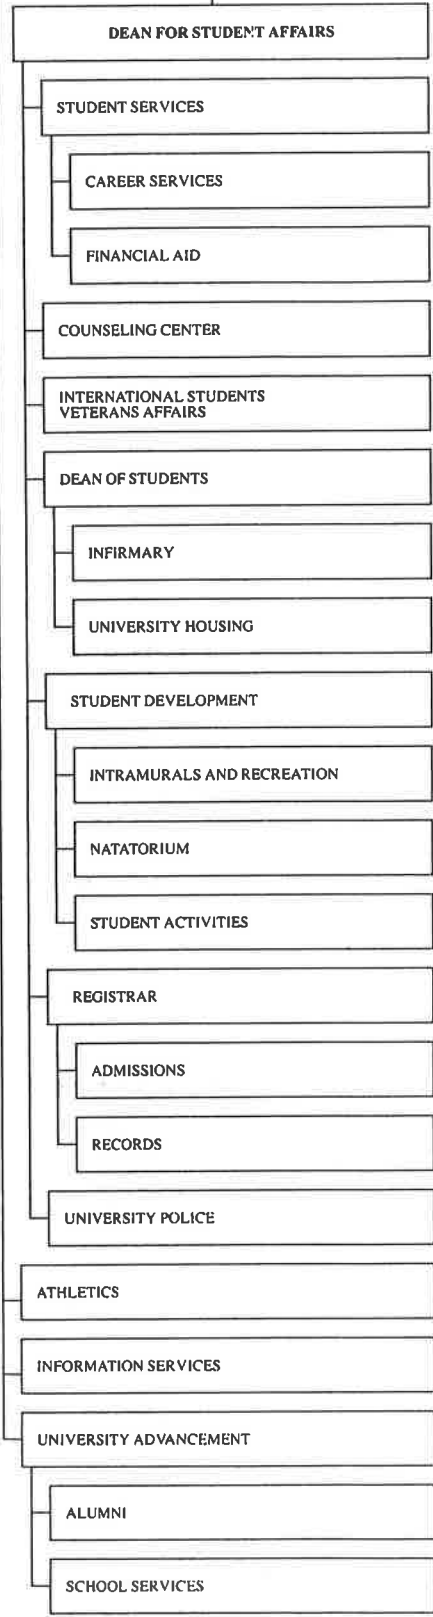 DEAN FOR STUDENT AFFAIRS
STUDENT SERVICES
CAREER SERVICES
FINANCIAL AID
COUNSELING CENTER
INTERNATIONAL STUDENTS
VETERANS AFFAIRS
DEAN OF STUDENTS
INFIRMARY
UNIVERSITY HOUSING
STUDENT DEVELOPMENT
INTRAMURALS AND RECREATION
NATATORIUM
STUDENT ACTIVITIES
REGISTRAR
ADMISSIONS
RECORDS
UNIVERSITY POLICE
ATHLETICS
INFORMATION SERVICES
UNIVERSITY ADVANCEMENT
ALUMNI
SCHOOL SERVICES